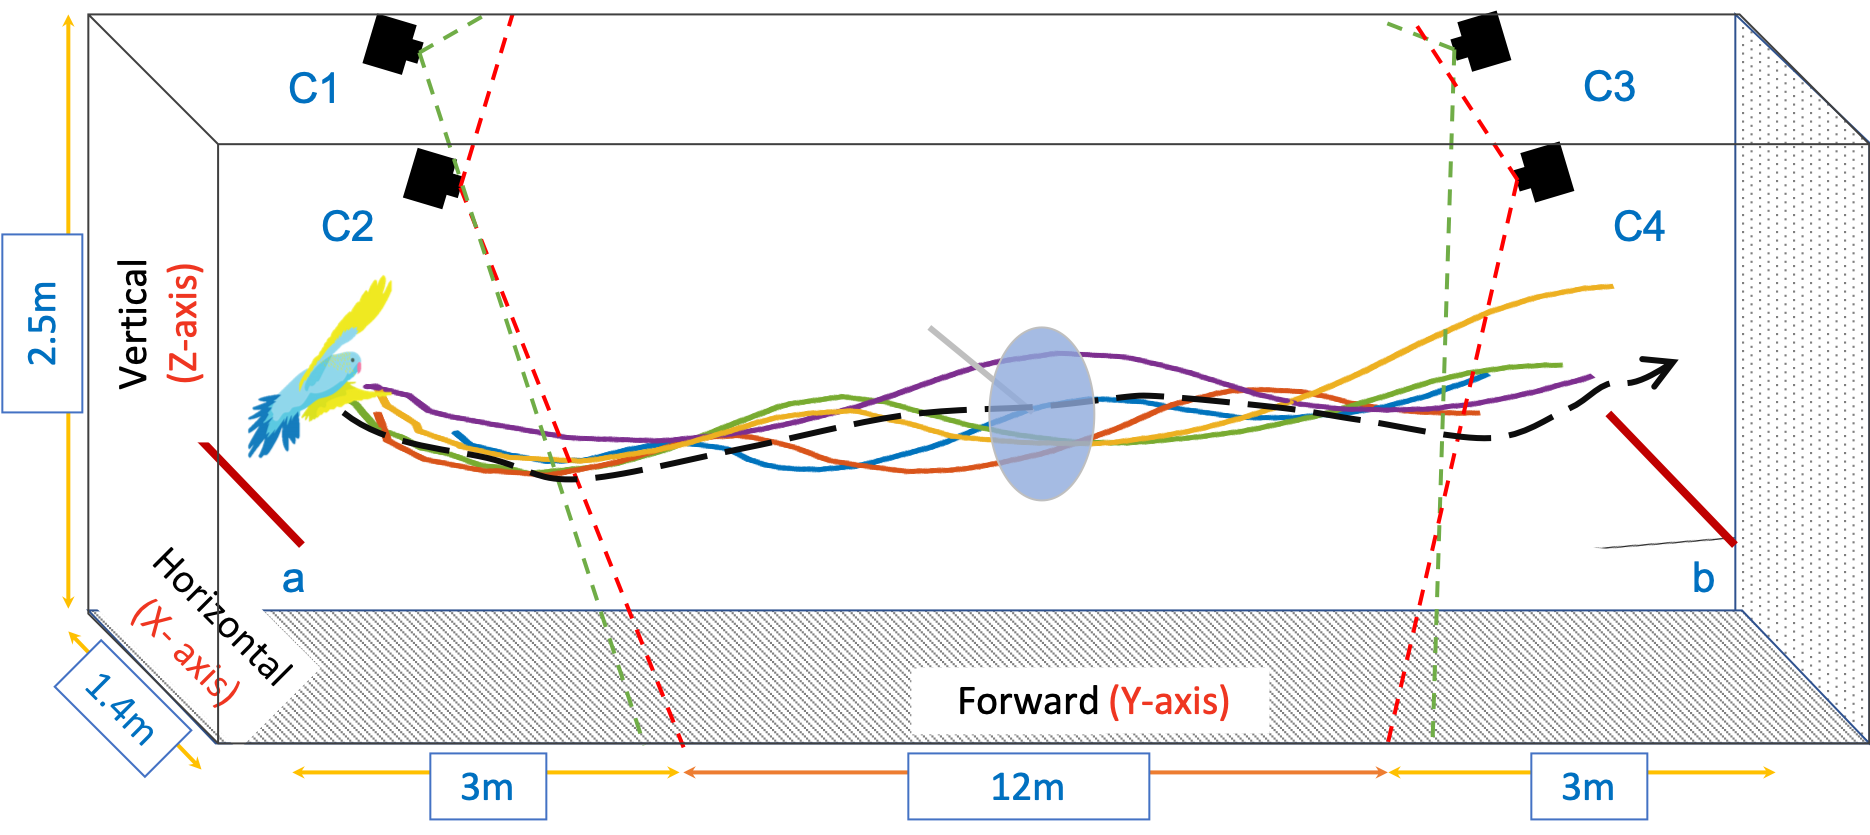 C1
C3
C2
C4
2.5m
Vertical
(Z-axis)
a
b
Horizontal
(X- axis)
1.4m
Forward (Y-axis)
3m
12m
3m